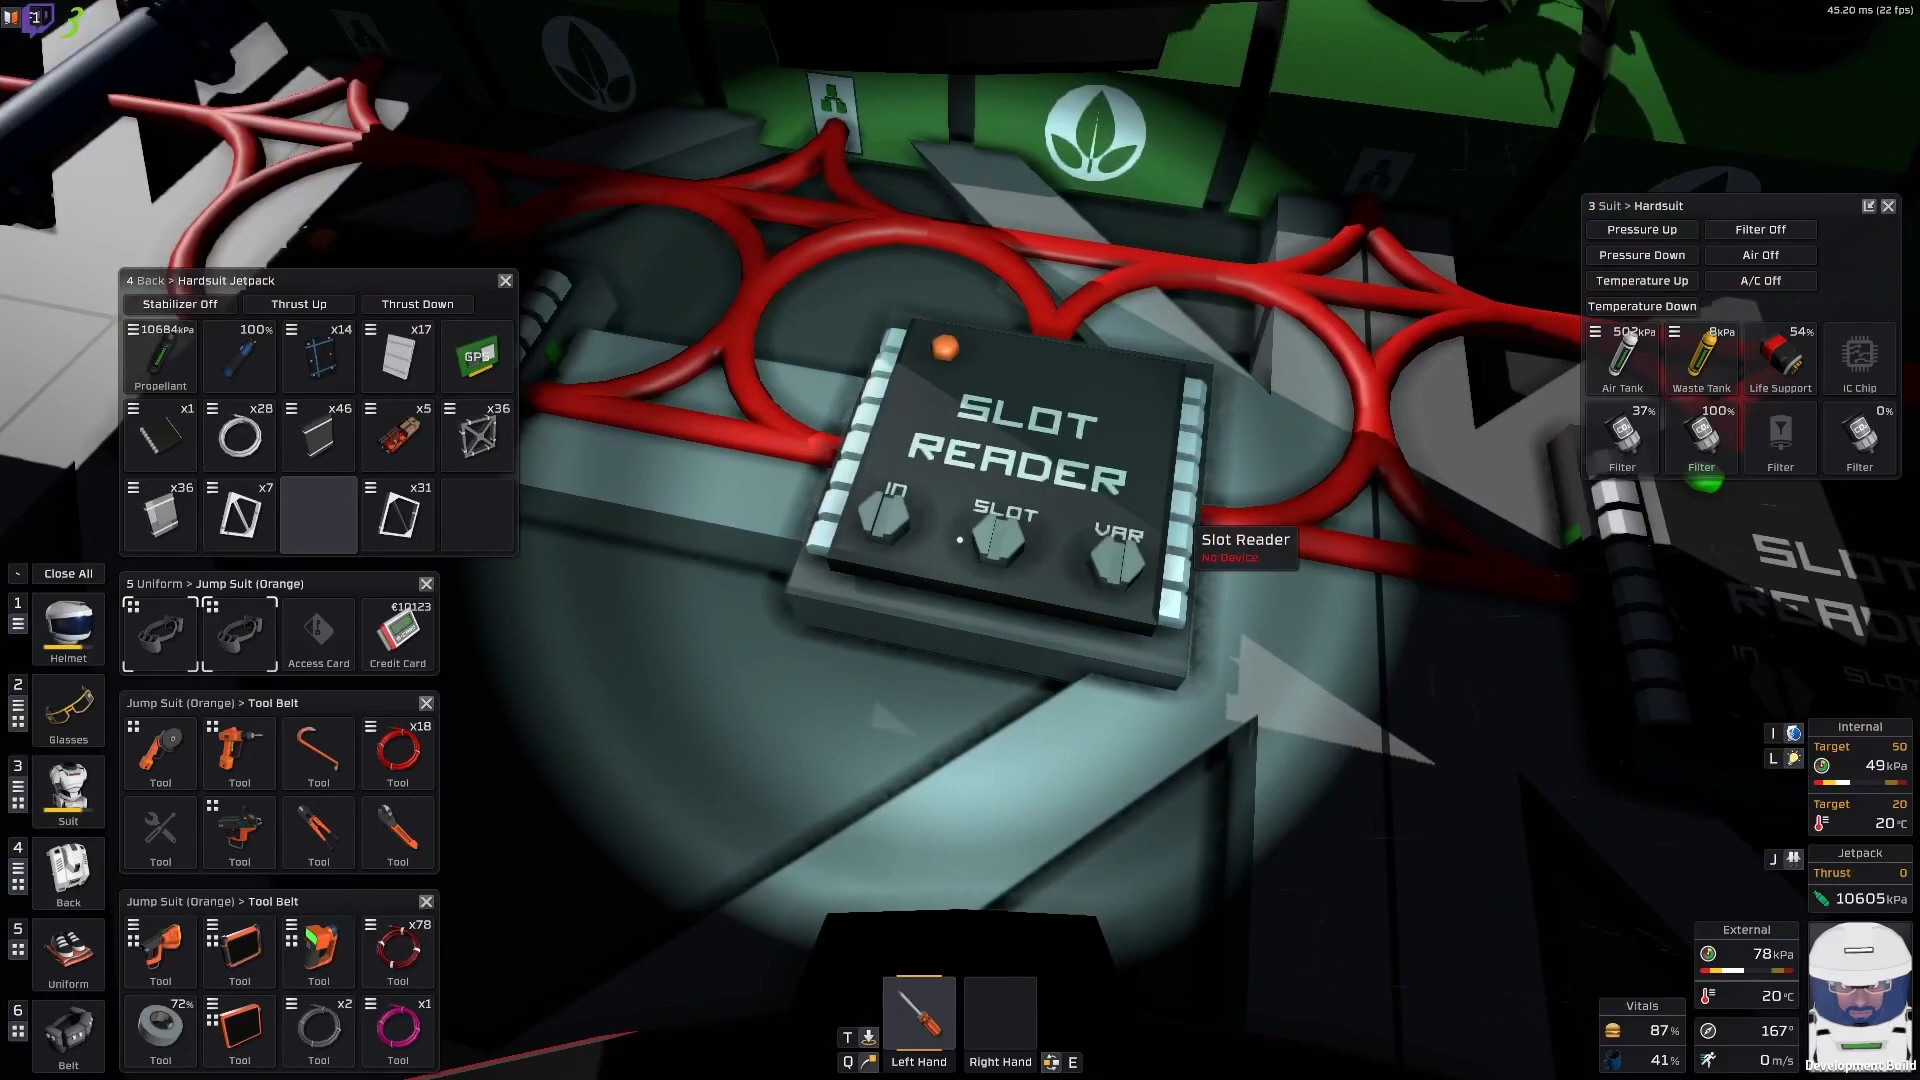 1
3
45.20 ms (22 fps)
4 Back > Hardsuit Jetpack
Stabilizer Off
Thrust Up
Thrust Down
10684kPa
100%
x14
x17
GPS
Propellant
x1
x28
x46
x5
x36
x36
x7
x31
~
Close All
1
Helmet
2
Glasses
3
Suit
4
Back
5
Uniform
6
Belt
5 Uniform > Jump Suit (Orange)
€10123
Access Card
Credit Card
Jump Suit (Orange) > Tool Belt
x18
Tool
Tool
Tool
Tool
Tool
Tool
Tool
Tool
Jump Suit (Orange) > Tool Belt
x78
Tool
Tool
Tool
Tool
72%
x2
x1
Tool
Tool
Tool
Tool
SLOT
READER
IN
SLOT
VAR
Slot Reader
No Device
T
Q
Left Hand
Right Hand
E
3 Suit > Hardsuit
Pressure Up
Filter Off
Pressure Down
Air Off
Temperature Up
A/C Off
Temperature Down
502kPa
8kPa
54%
Air Tank
Waste Tank
Life Support
IC Chip
37%
100%
0%
Filter
Filter
Filter
Filter
SLOT
READER
IN
SLOT
I
L
Internal
Target 50
49kPa
Target 20
20°C
J
Jetpack
Thrust 0
10605kPa
External
78kPa
20°C
Vitals
87%
41%
167°
0m/s
Development Build